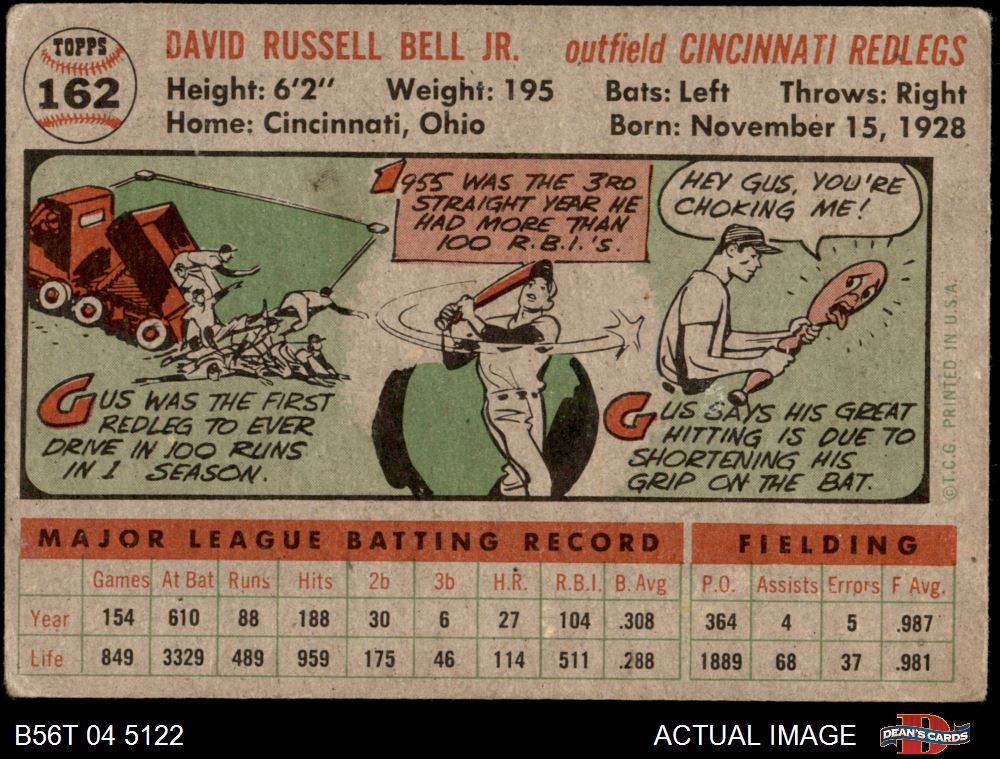 TOPPS
162
DAVID RUSSELL BELL JR. outfield CINCINNATI REDLEGS
Height: 6'2" Weight: 195 Bats: Left Throws: Right
Home: Cincinnati, Ohio Born: November 15, 1928
GUS WAS THE FIRST
REDLEG TO EVER
DRIVE IN 100 RUNS
IN 1 SEASON.
1955 WAS THE 3RD
STRAIGHT YEAR HE
HAD MORE THAN
100 R.B.I.'S.
HEY GUS, YOU'RE
CHOKING ME!
GUS SAYS HIS GREAT
HITTING IS DUE TO
SHORTENING HIS
GRIP ON THE BAT.
©T.C.G. PRINTED IN U.S.A.
MAJOR LEAGUE BATTING RECORD FIELDING
Games At Bat Runs Hits 2b 3b H.R. R.B.I. B. Avg P.O. Assists Errors F Avg.
Year 154 610 88 188 30 6 27 104 .308 364 4 5 .987
Life 849 3329 489 959 175 46 114 511 .288 1889 68 37 .981
B56T 04 5122 ACTUAL IMAGE DEAN'S CARDS